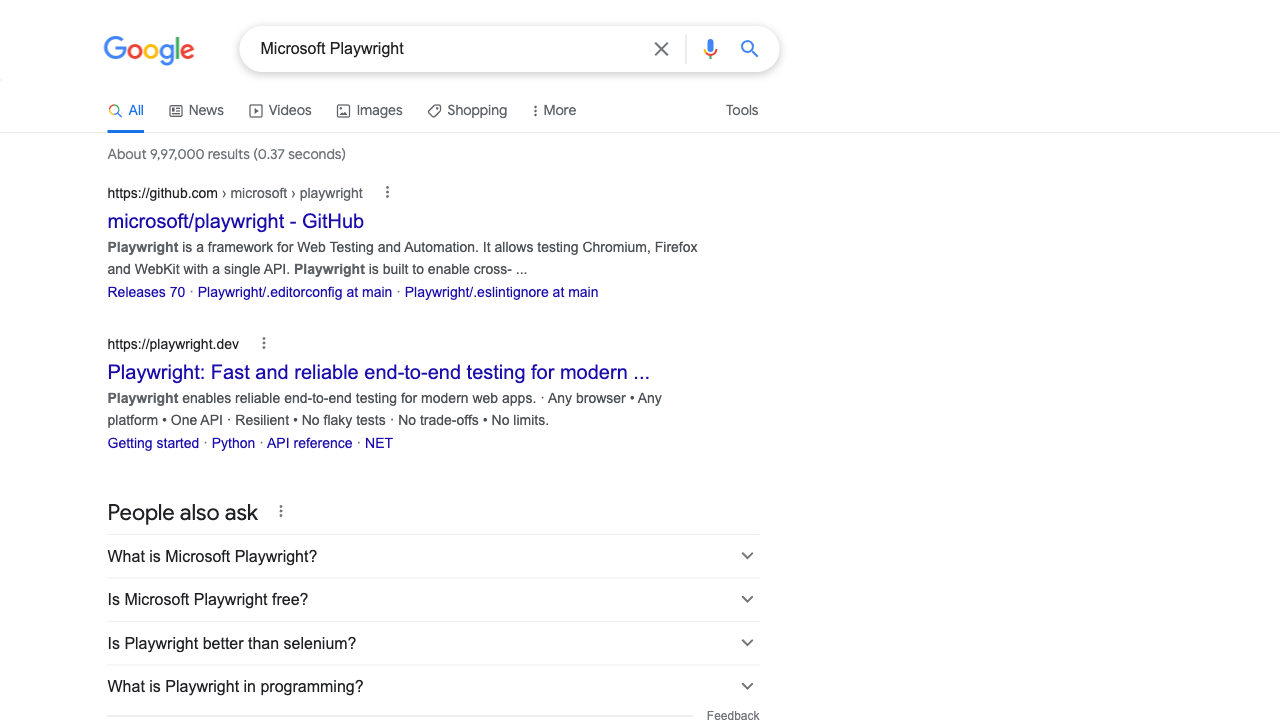 Google
Microsoft Playwright
All News Videos Images Shopping More Tools
About 9,97,000 results (0.37 seconds)
https://github.com › microsoft › playwright
microsoft/playwright - GitHub
Playwright is a framework for Web Testing and Automation. It allows testing Chromium, Firefox
and WebKit with a single API. Playwright is built to enable cross- ...
Releases 70 · Playwright/.editorconfig at main · Playwright/.eslintignore at main
https://playwright.dev
Playwright: Fast and reliable end-to-end testing for modern ...
Playwright enables reliable end-to-end testing for modern web apps. · Any browser • Any
platform • One API · Resilient • No flaky tests · No trade-offs • No limits.
Getting started · Python · API reference · NET
People also ask
What is Microsoft Playwright?
Is Microsoft Playwright free?
Is Playwright better than selenium?
What is Playwright in programming?
Feedback